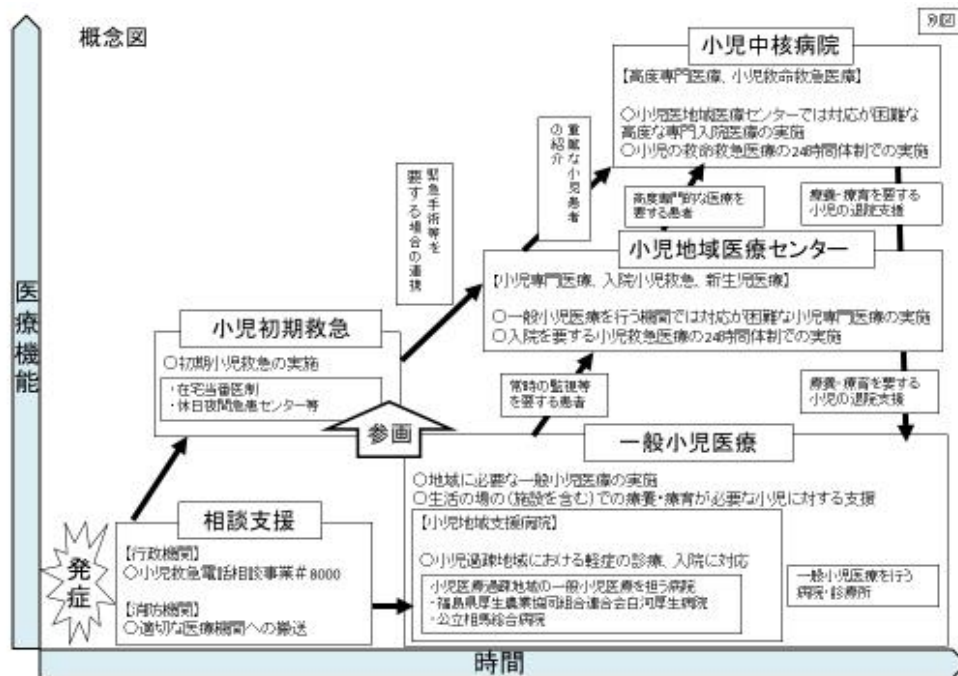 別図
概念図
医療機能
時間
発症
小児中核病院
【高度専門医療、小児救命救急医療】
○小児医地域医療センターでは対応が困難な
高度な専門入院医療の実施
○小児の救命救急医療の24時間体制での実施
重篤な小児患者
の紹介
緊急手術等を
要する場合の連携
高度専門的な医療を
要する患者
療養・療育を要する
小児の退院支援
小児地域医療センター
【小児専門医療、入院小児救急、新生児医療】
○一般小児医療を行う機関では対応が困難な小児専門医療の実施
○入院を要する小児救急医療の24時間体制での実施
小児初期救急
○初期小児救急の実施
・在宅当番医制
・休日夜間急患センター等
常時の監視等
を要する患者
療養・療育を要する
小児の退院支援
参画
一般小児医療
○地域に必要な一般小児医療の実施
○生活の場の(施設を含む)での療養・療育が必要な小児に対する支援
【小児地域支援病院】
○小児過疎地域における軽症の診療、入院に対応
小児医療過疎地域の一般小児医療を担う病院
・福島県厚生農業協同組合連合会白河厚生病院
・公立相馬総合病院
一般小児医療を行う
病院・診療所
相談支援
【行政機関】
○小児救急電話相談事業＃8000
【消防機関】
○適切な医療機関への搬送